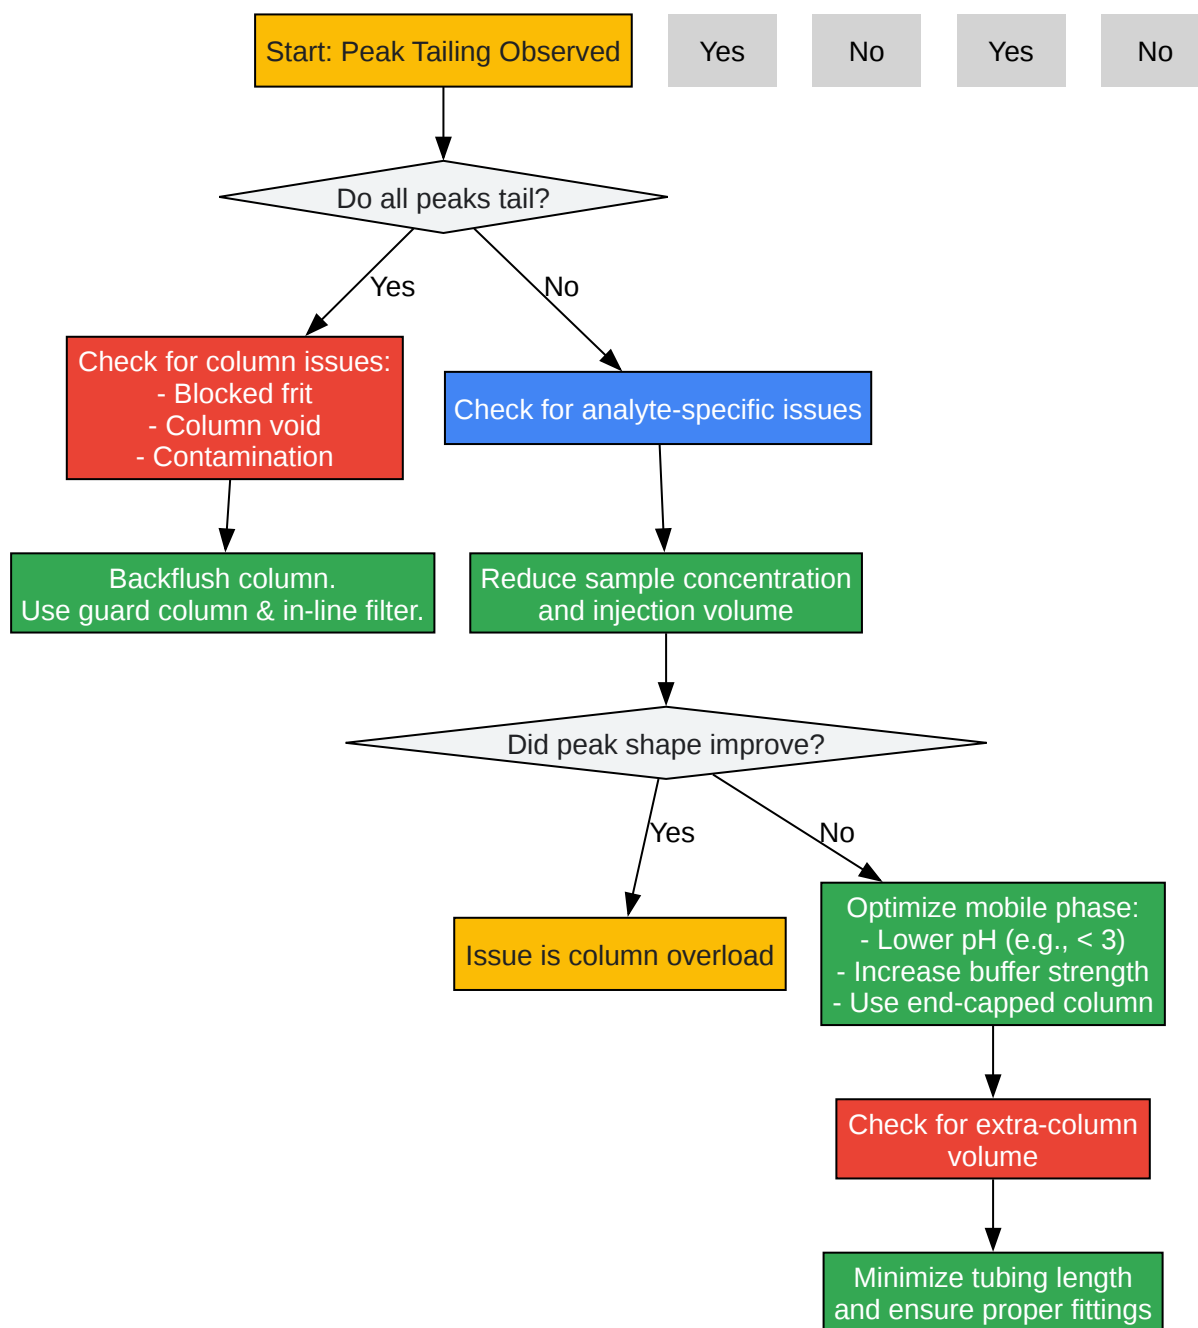 Start: Peak Tailing Observed
Yes
No
Yes
No
Do all peaks tail?
Yes
No
Check for column issues:
- Blocked frit
- Column void
- Contamination
Check for analyte-specific issues
Backflush column.
Use guard column & in-line filter.
Reduce sample concentration
and injection volume
Did peak shape improve?
Yes
No
Issue is column overload
Optimize mobile phase:
- Lower pH (e.g., < 3)
- Increase buffer strength
- Use end-capped column
Check for extra-column
volume
Minimize tubing length
and ensure proper fittings